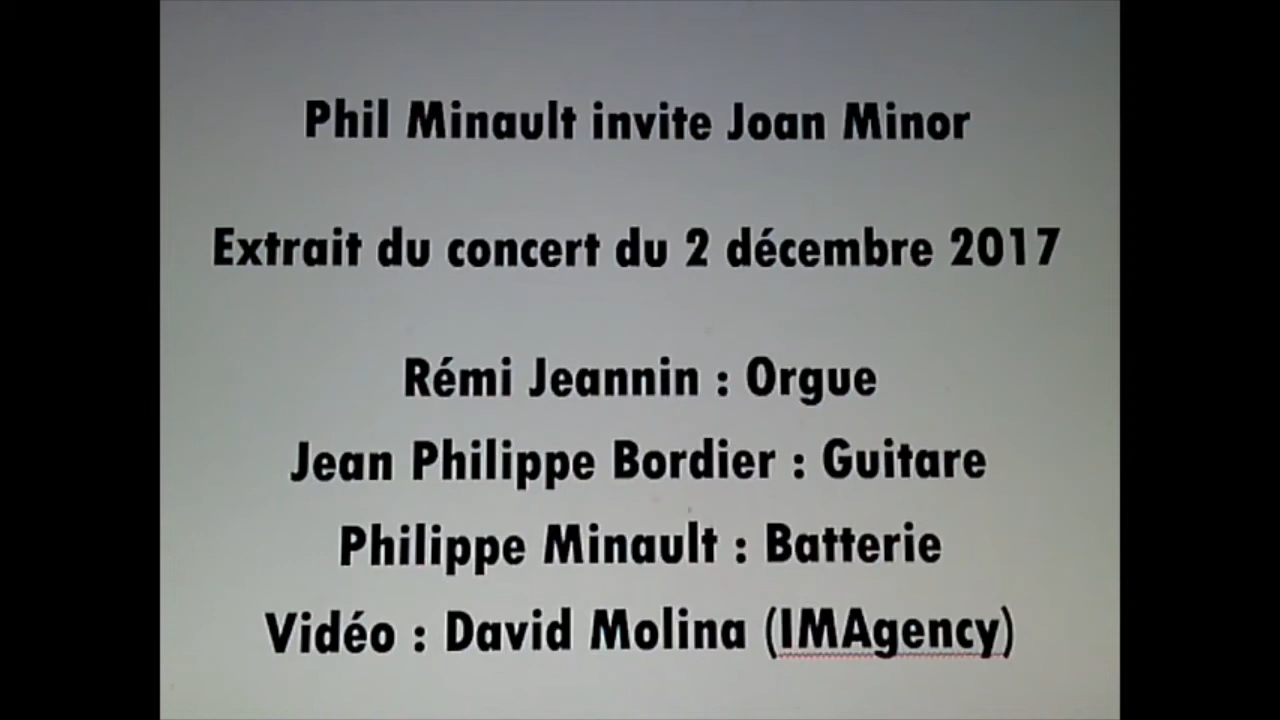 Phil Minault invite Joan Minor
Extrait du concert du 2 décembre 2017
Rémi Jeannin : Orgue
Jean Philippe Bordier : Guitare
Philippe Minault : Batterie
Vidéo : David Molina (IMAgency)